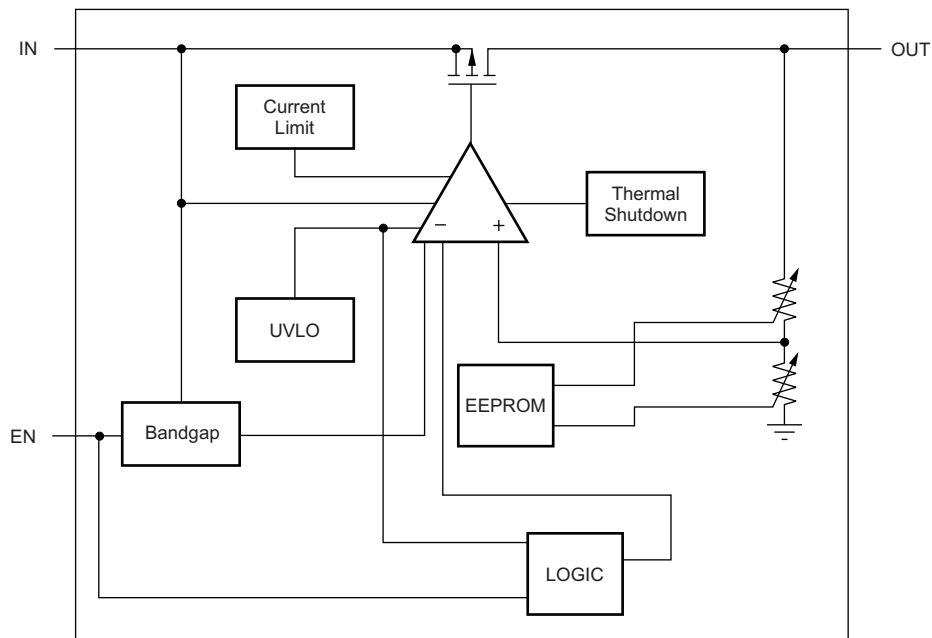 IN
OUT
Current
Limit
Thermal
Shutdown
− +
UVLO
EEPROM
EN
Bandgap
LOGIC